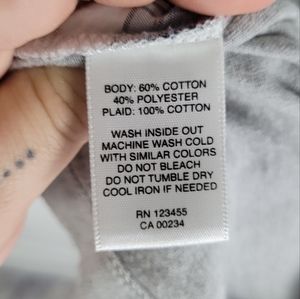 BODY: 60% COTTON
40% POLYESTER
PLAID: 100% COTTON
WASH INSIDE OUT
MACHINE WASH COLD
WITH SIMILAR COLORS
DO NOT BLEACH
DO NOT TUMBLE DRY
COOL IRON IF NEEDED
RN 123455
CA 00234